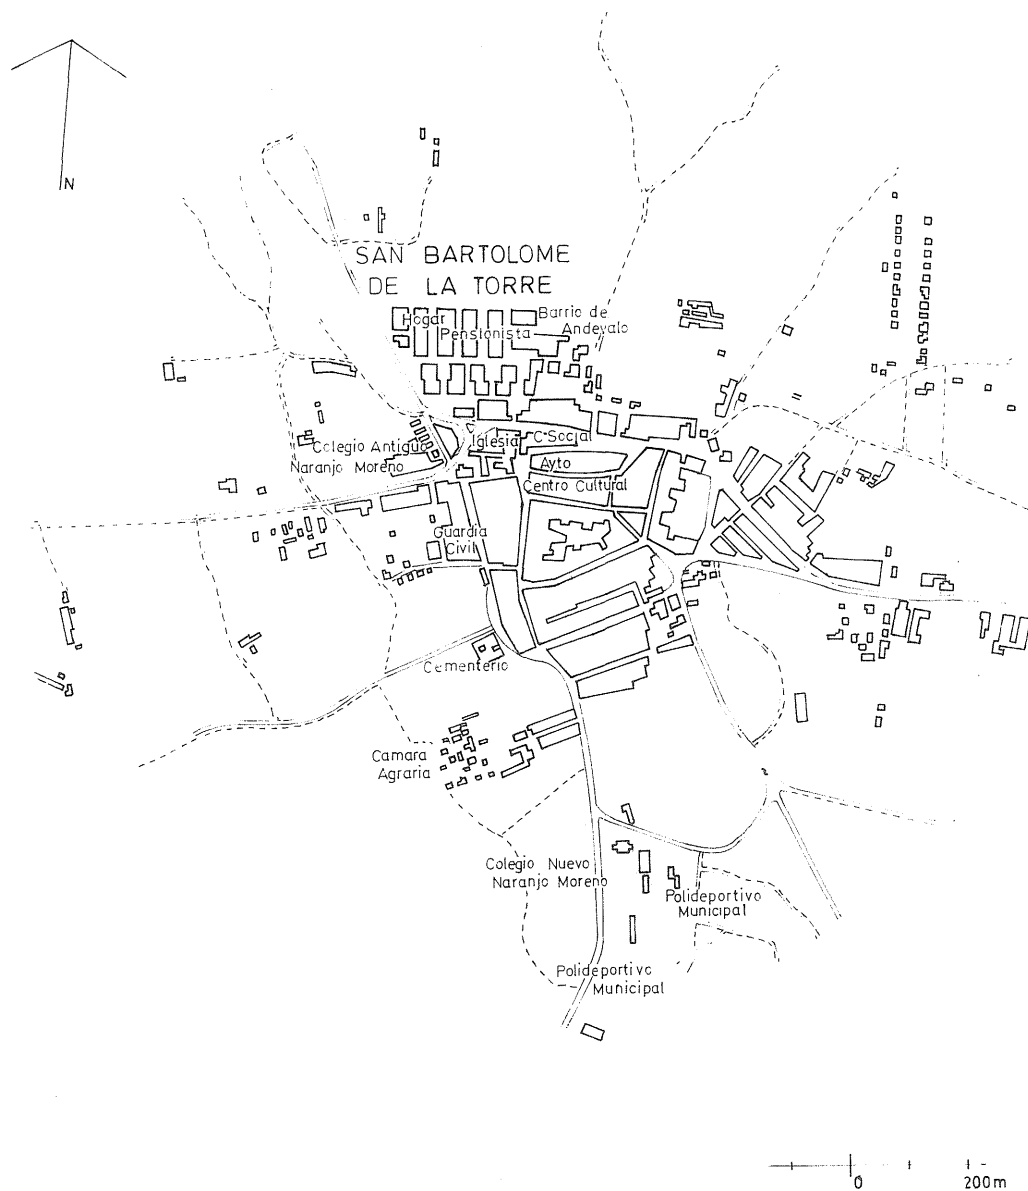 N
SAN BARTOLOME
DE LA TORRE
Hogar
Pensionista
Barrio de
Andevalo
Colegio Antiguo
Naranjo Moreno
Iglesia
C Social
Ayto
Centro Cultural
Guardia
Civil
Cementerio
Camara
Agraria
Colegio Nuevo
Naranjo Moreno
Polideportivo
Municipal
Polideportivo
Municipal
0
200m